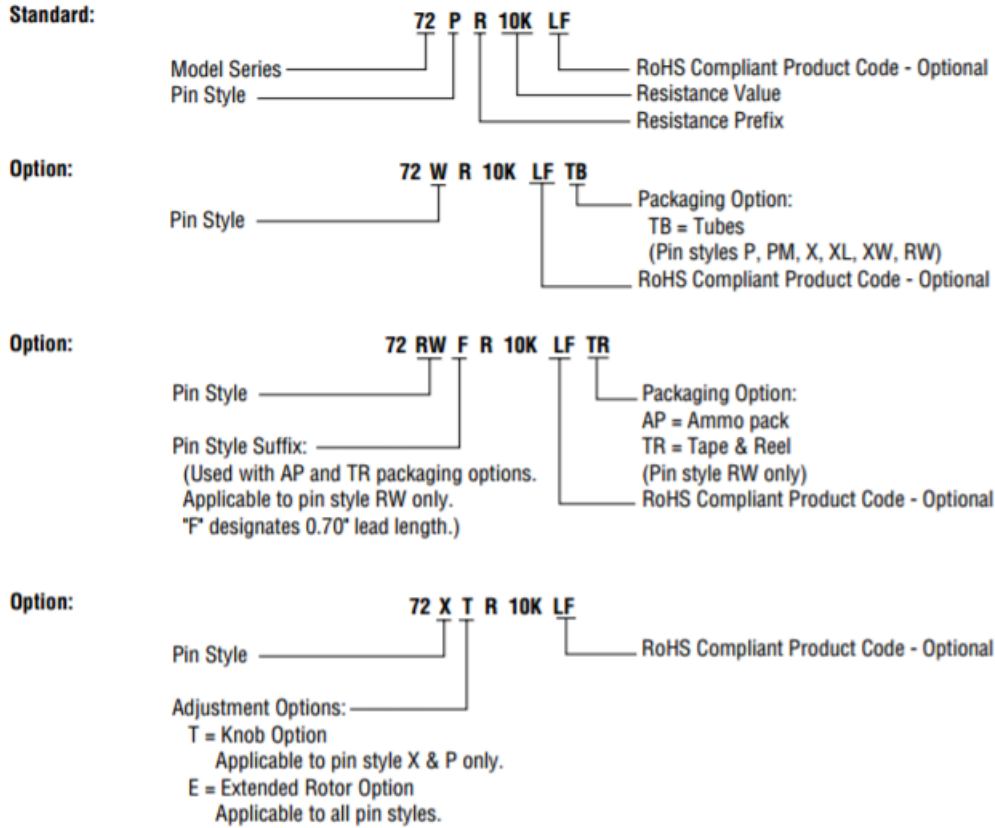 Standard:
72 P R 10K LF
Model Series
RoHS Compliant Product Code - Optional
Pin Style
Resistance Value
Resistance Prefix
Option:
72 W R 10K LF TB
Pin Style
Packaging Option:
TB = Tubes
(Pin styles P, PM, X, XL, XW, RW)
RoHS Compliant Product Code - Optional
Option:
72 RW F R 10K LF TR
Pin Style
Packaging Option:
AP = Ammo pack
TR = Tape & Reel
(Pin style RW only)
RoHS Compliant Product Code - Optional
Pin Style Suffix:
(Used with AP and TR packaging options.
Applicable to pin style RW only.
"F" designates 0.70" lead length.)
Option:
72 X T R 10K LF
Pin Style
RoHS Compliant Product Code - Optional
Adjustment Options:
T = Knob Option
Applicable to pin style X & P only.
E = Extended Rotor Option
Applicable to all pin styles.